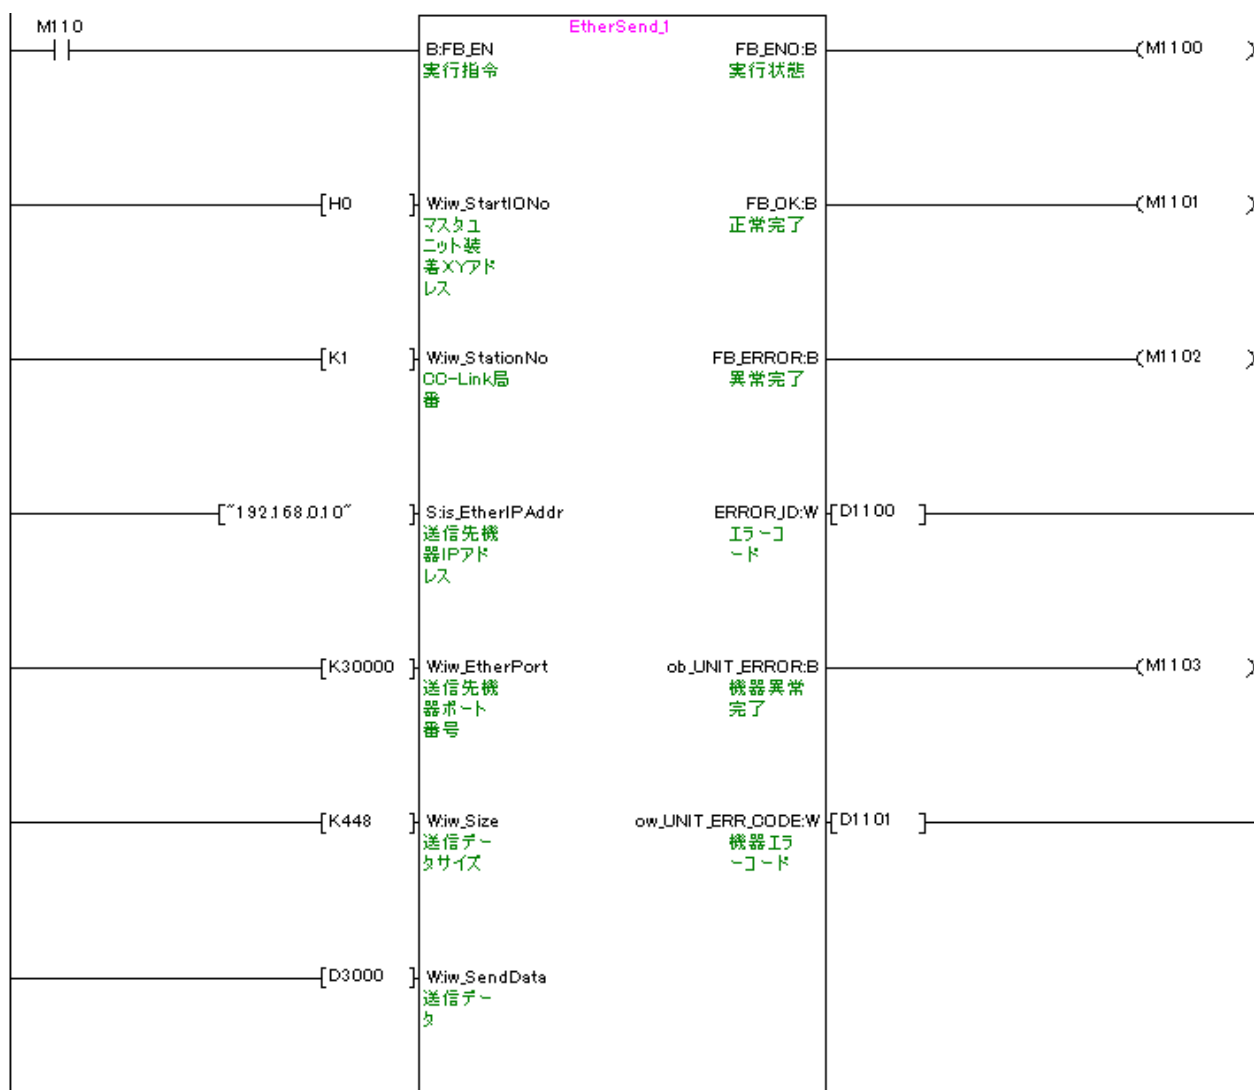 M110
EtherSend_1
B:FB_EN
実行指令
FB_ENO:B
実行状態
(M1100 )
[H0 ]
W:iw_StartIONo
マスタユ
ニット装
着XYアド
レス
FB_OK:B
正常完了
(M1101 )
[K1 ]
W:iw_StationNo
CC-Link局
番
FB_ERROR:B
異常完了
(M1102 )
["192.168.0.10" ]
S:is_EtherIPAddr
送信先機
器IPアド
レス
ERROR_ID:W
エラーコ
ード
[D1100 ]
[K30000 ]
W:iw_EtherPort
送信先機
器ポート
番号
ob_UNIT_ERROR:B
機器異常
完了
(M1103 )
[K448 ]
W:iw_Size
送信デー
タサイズ
ow_UNIT_ERR_CODE:W
機器エラ
ーコード
[D1101 ]
[D3000 ]
W:iw_SendData
送信デー
タ